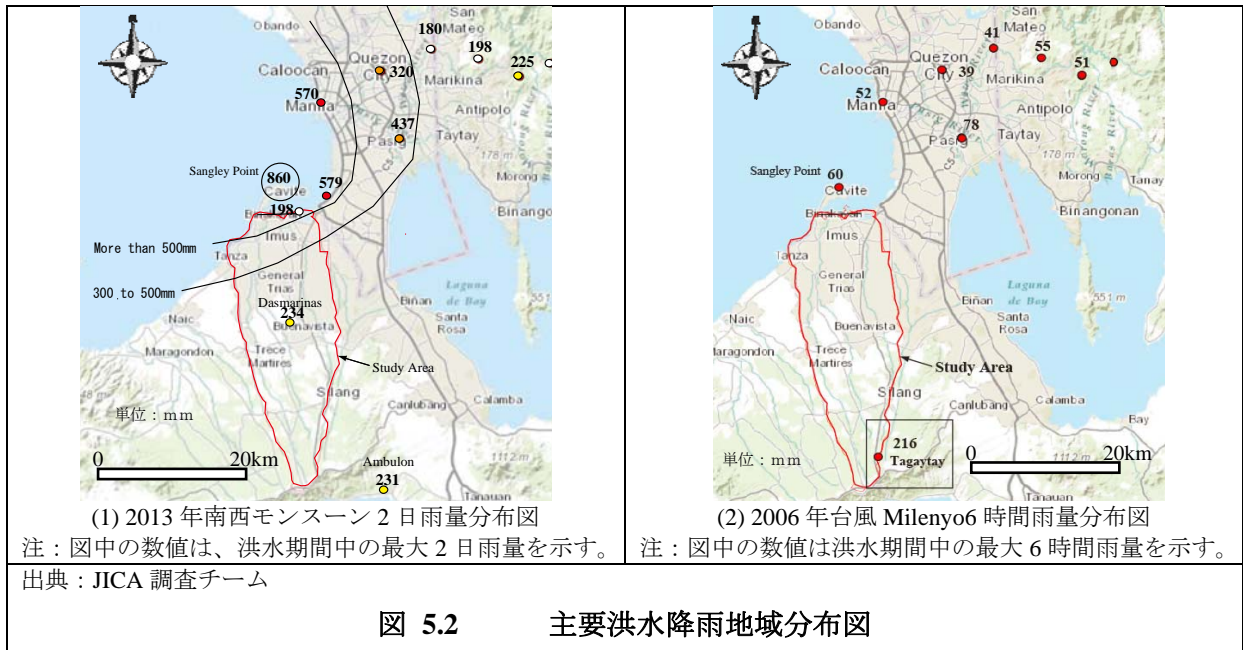 Obando
San
Mateo
180
198
225
Quezon
City
320
Caloocan
Marikina
570
Manila
Antipolo
437
Pasig
Taytay
C5
178 m
Sangley Point
860
Cavite
579
Morong
198
Binakayan
Binangonan
Imus
More than 500mm
Tanza
300 to 500mm
General
Trias
Laguna
de Bay
Dasmarinas
234
Buenavista
Biñan
Santa
Rosa
551
Naic
Maragondon
Trece
Martires
Study Area
Silang
Canlubang
Calamba
単位：mm
0
20km
Ambulon
231
1112 m
Tanauan
(1) 2013 年南西モンスーン 2 日雨量分布図
注：図中の数値は、洪水期間中の最大 2 日雨量を示す。
Obando
San
Mateo
41
55
51
Quezon
City
39
Caloocan
Marikina
52
Manila
Antipolo
78
Pasig
Taytay
C5
178 m
Sangley Point
60
Cavite
Morong
Tanay
Binakayan
Binangonan
Imus
Tanza
General
Trias
Laguna
de Bay
Buenavista
Biñan
Santa
Rosa
551 m
Naic
Maragondon
Trece
Martires
Study Area
Silang
Canlubang
Calamba
Bay
216
Tagaytay
単位：mm
0
20km
1112 m
Tanauan
(2) 2006 年台風 Milenyo6 時間雨量分布図
注：図中の数値は洪水期間中の最大 6 時間雨量を示す。
出典：JICA 調査チーム
図 5.2 主要洪水降雨地域分布図